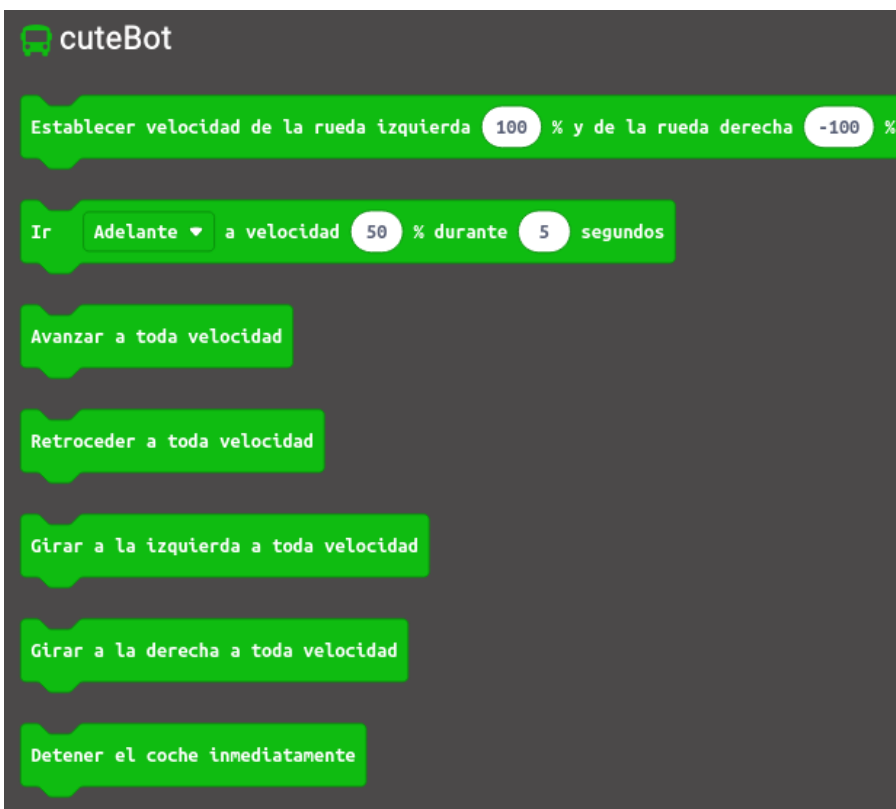 cuteBot
Establecer velocidad de la rueda izquierda 100 % y de la rueda derecha -100 %
Ir Adelante a velocidad 50 % durante 5 segundos
Avanzar a toda velocidad
Retroceder a toda velocidad
Girar a la izquierda a toda velocidad
Girar a la derecha a toda velocidad
Detener el coche inmediatamente